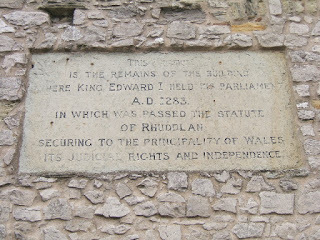 THIS
IS THE REMAINS OF THE BUILDING
WHERE KING EDWARD I HELD HIS PARLIAMENT
A.D. 1283.
IN WHICH WAS PASSED THE STATUTE
OF RHUDDLAN
SECURING TO THE PRINCIPALITY OF WALES
ITS JUDICIAL RIGHTS AND INDEPENDENCE